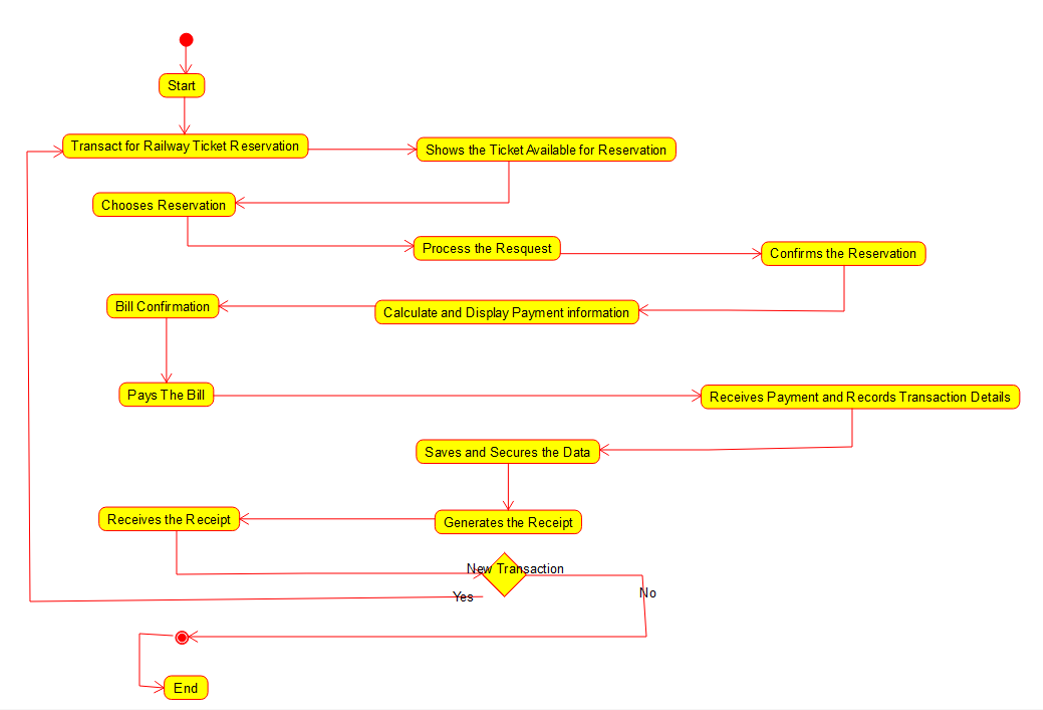 Start
Transact for Railway Ticket Reservation
Shows the Ticket Available for Reservation
Chooses Reservation
Process the Resquest
Confirms the Reservation
Bill Confirmation
Calculate and Display Payment information
Pays The Bill
Receives Payment and Records Transaction Details
Saves and Secures the Data
Receives the Receipt
Generates the Receipt
New Transaction
Yes
No
End